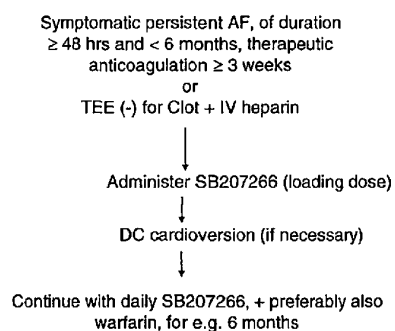 Symptomatic persistent AF, of duration
≥ 48 hrs and < 6 months, therapeutic
anticoagulation ≥ 3 weeks
or
TEE (-) for Clot + IV heparin
Administer SB207266 (loading dose)
DC cardioversion (if necessary)
Continue with daily SB207266, + preferably also
warfarin, for e.g. 6 months